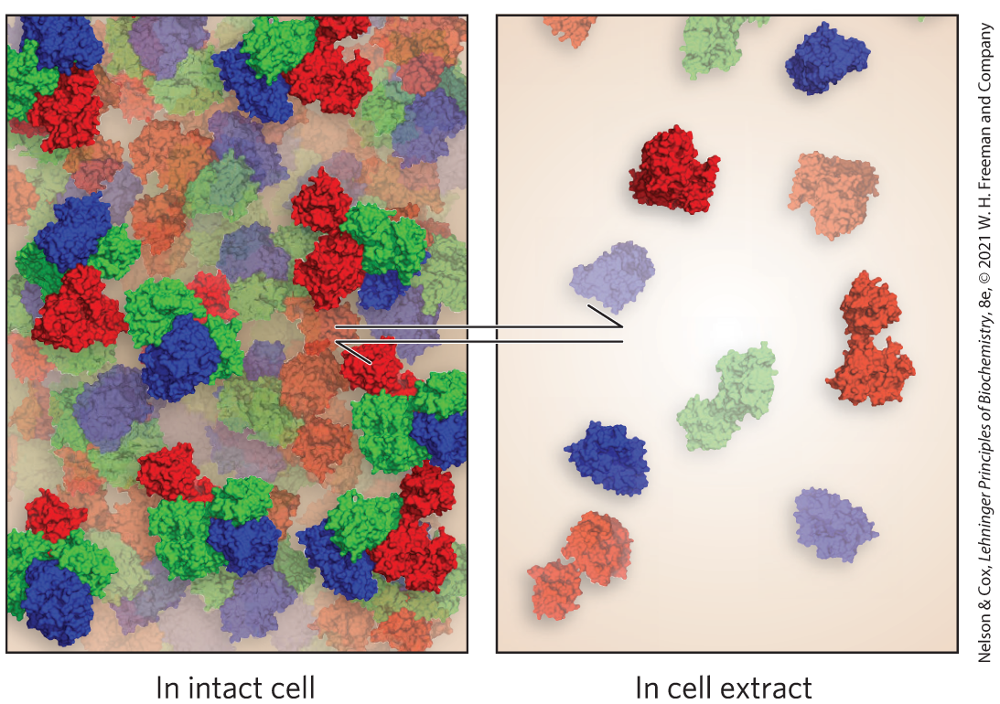 In intact cell
In cell extract
Nelson & Cox, Lehninger Principles of Biochemistry, 8e, © 2021 W. H. Freeman and Company